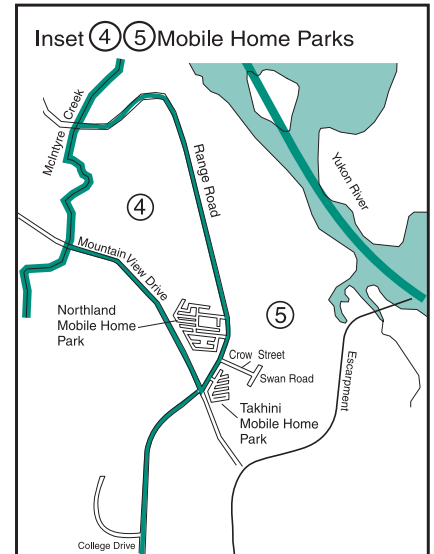 Inset 4 5 Mobile Home Parks
McIntyre
Creek
Range Road
Yukon River
4
Mountain View Drive
Northland
Mobile Home
Park
5
Crow Street
Swan Road
Escarpment
Takhini
Mobile Home
Park
College Drive